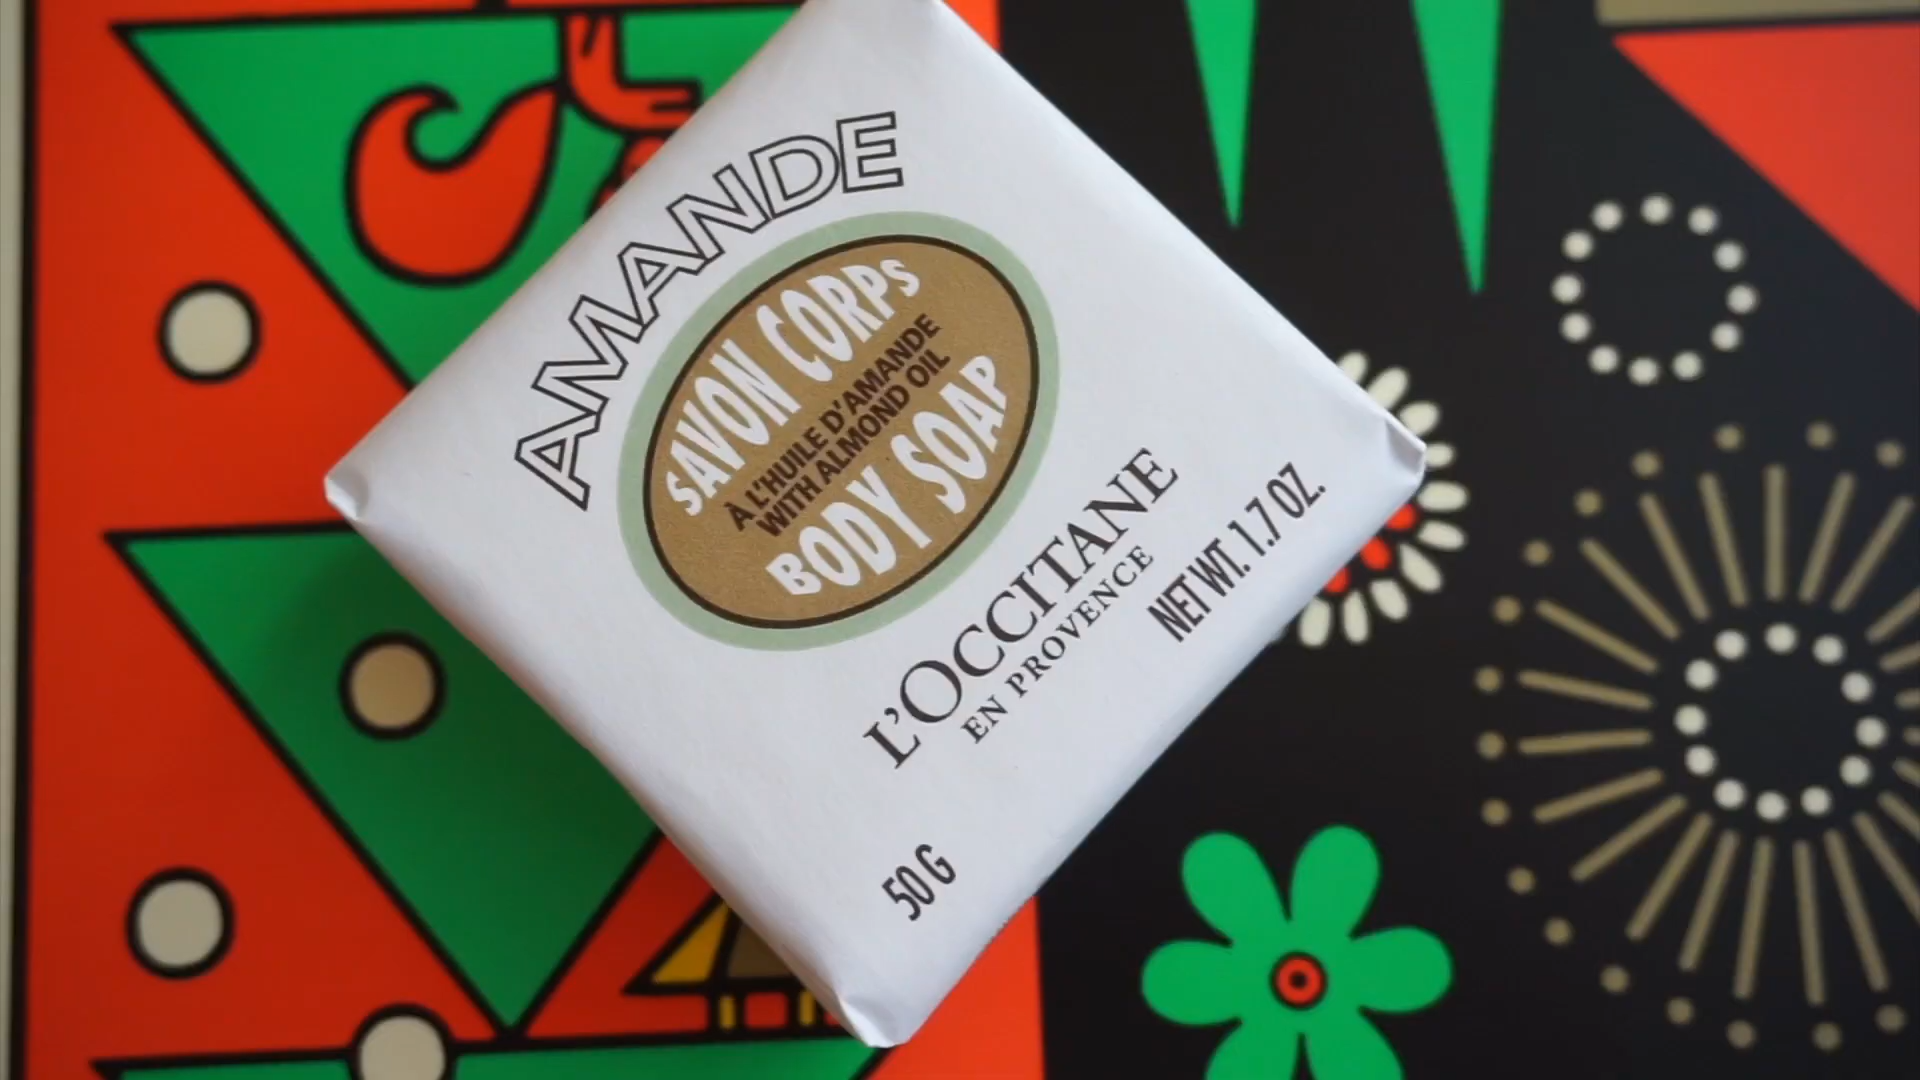 AMANDE
SAVON CORPS
À L'HUILE D'AMANDE
WITH ALMOND OIL
BODY SOAP
L'OCCITANE
EN PROVENCE
NET WT. 1.7 OZ.
50 G